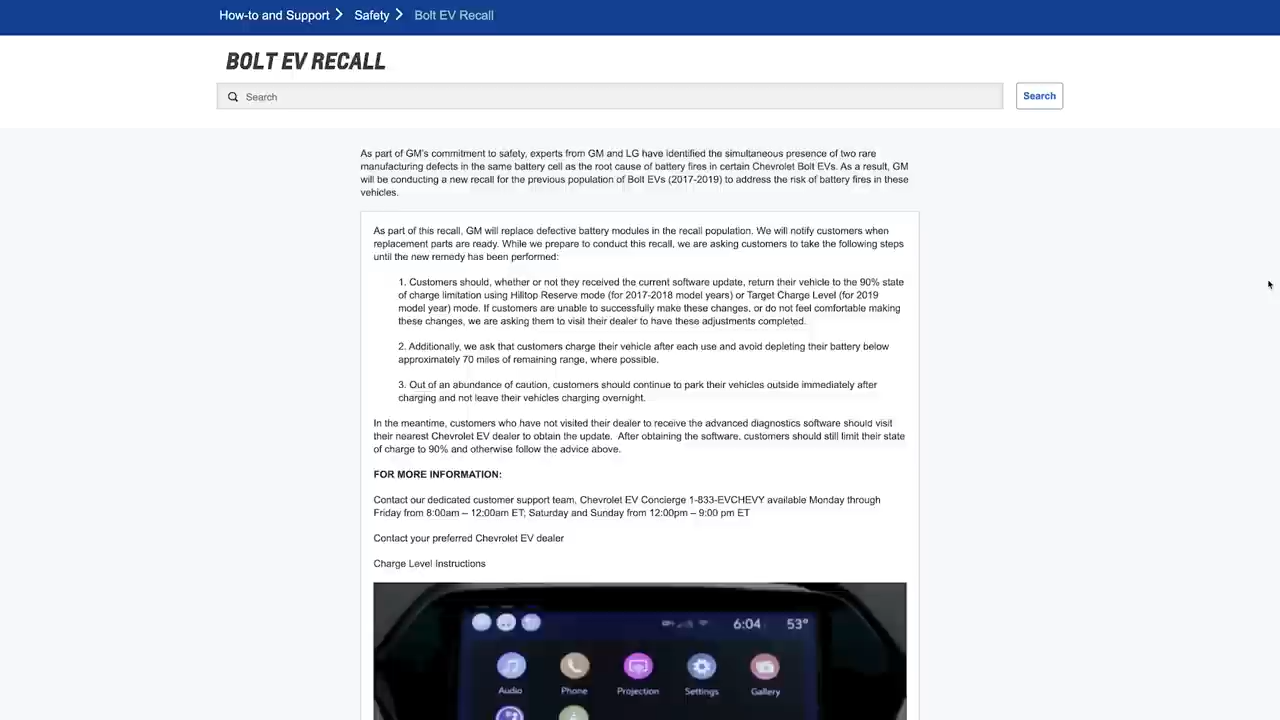 How-to and Support > Safety > Bolt EV Recall
BOLT EV RECALL
Search
Search
As part of GM's commitment to safety, experts from GM and LG have identified the simultaneous presence of two rare
manufacturing defects in the same battery cell as the root cause of battery fires in certain Chevrolet Bolt EVs. As a result, GM
will be conducting a new recall for the previous population of Bolt EVs (2017-2019) to address the risk of battery fires in these
vehicles.
As part of this recall, GM will replace defective battery modules in the recall population. We will notify customers when
replacement parts are ready. While we prepare to conduct this recall, we are asking customers to take the following steps
until the new remedy has been performed:
1. Customers should, whether or not they received the current software update, return their vehicle to the 90% state
of charge limitation using Hilltop Reserve mode (for 2017-2018 model years) or Target Charge Level (for 2019
model year) mode. If customers are unable to successfully make these changes, or do not feel comfortable making
these changes, we are asking them to visit their dealer to have these adjustments completed.
2. Additionally, we ask that customers charge their vehicle after each use and avoid depleting their battery below
approximately 70 miles of remaining range, where possible.
3. Out of an abundance of caution, customers should continue to park their vehicles outside immediately after
charging and not leave their vehicles charging overnight.
In the meantime, customers who have not visited their dealer to receive the advanced diagnostics software should visit
their nearest Chevrolet EV dealer to obtain the update. After obtaining the software, customers should still limit their state
of charge to 90% and otherwise follow the advice above.
FOR MORE INFORMATION:
Contact our dedicated customer support team, Chevrolet EV Concierge 1-833-EVCHEVY available Monday through
Friday from 8:00am – 12:00am ET; Saturday and Sunday from 12:00pm – 9:00 pm ET
Contact your preferred Chevrolet EV dealer
Charge Level Instructions
6:04 53°
Audio Phone Projection Settings Gallery